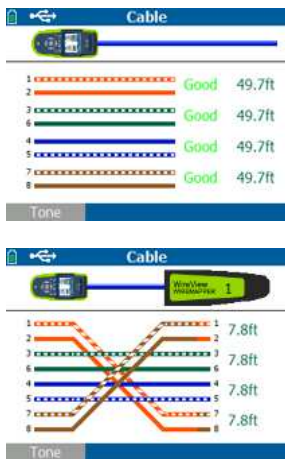 Cable
1
2 Good 49.7ft
3
6 Good 49.7ft
4
5 Good 49.7ft
7
8 Good 49.7ft
Tone
Cable
WireView
WIREMAPPER 1
1 1 7.8ft
2 2
3 3 7.8ft
6 6
4 4 7.8ft
5 5
7 7 7.8ft
8 8
Tone